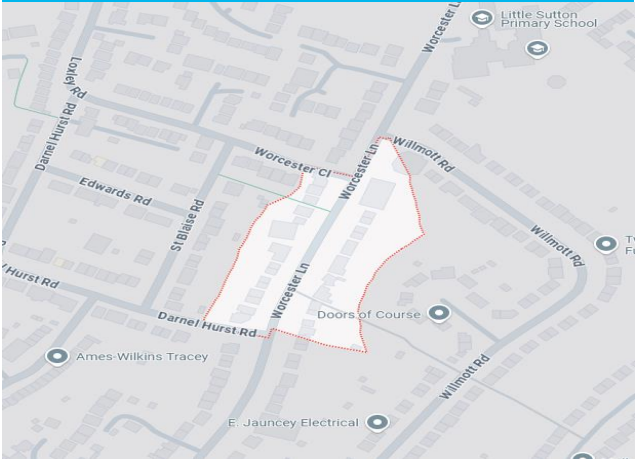 Worcester L
Little Sutton
Primary School
Loxley Rd
Darnel Hurst Rd
Worcester Cl
Worcester Ln
Willmott Rd
Edwards Rd
St Blaise Rd
Willmott Rd
Hurst Rd
Worcester Ln
Darnel Hurst Rd
Doors of Course
Ames Wilkins Tracey
Willmott Rd
E. Jauncey Electrical